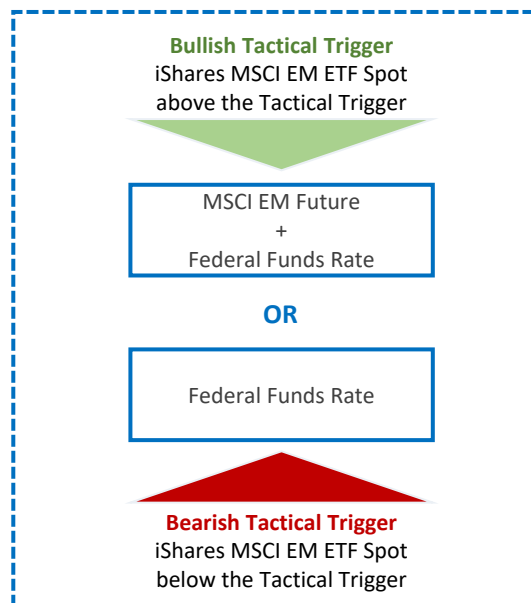 Bullish Tactical Trigger
iShares MSCI EM ETF Spot
above the Tactical Trigger
MSCI EM Future
+
Federal Funds Rate
OR
Federal Funds Rate
Bearish Tactical Trigger
iShares MSCI EM ETF Spot
below the Tactical Trigger